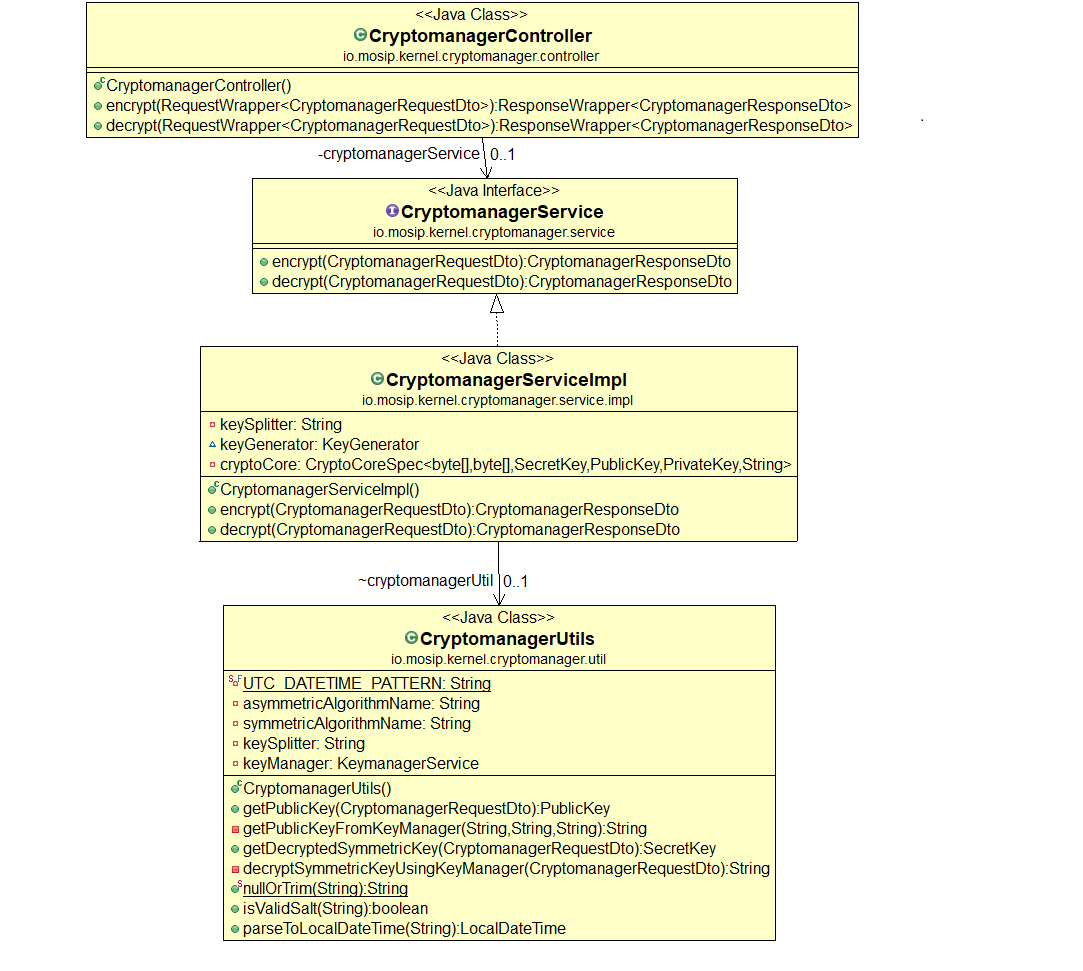 <<Java Class>>
CryptomanagerController
io.mosip.kernel.cryptomanager.controller
CryptomanagerController()
encrypt(RequestWrapper<CryptomanagerRequestDto>):ResponseWrapper<CryptomanagerResponseDto>
decrypt(RequestWrapper<CryptomanagerRequestDto>):ResponseWrapper<CryptomanagerResponseDto>
-cryptomanagerService 0..1
<<Java Interface>>
CryptomanagerService
io.mosip.kernel.cryptomanager.service
encrypt(CryptomanagerRequestDto):CryptomanagerResponseDto
decrypt(CryptomanagerRequestDto):CryptomanagerResponseDto
<<Java Class>>
CryptomanagerServiceImpl
io.mosip.kernel.cryptomanager.service.impl
keySplitter: String
keyGenerator: KeyGenerator
cryptoCore: CryptoCoreSpec<byte[],byte[],SecretKey,PublicKey,PrivateKey,String>
CryptomanagerServiceImpl()
encrypt(CryptomanagerRequestDto):CryptomanagerResponseDto
decrypt(CryptomanagerRequestDto):CryptomanagerResponseDto
~cryptomanagerUtil 0..1
<<Java Class>>
CryptomanagerUtils
io.mosip.kernel.cryptomanager.util
UTC_DATETIME_PATTERN: String
asymmetricAlgorithmName: String
symmetricAlgorithmName: String
keySplitter: String
keyManager: KeymanagerService
CryptomanagerUtils()
getPublicKey(CryptomanagerRequestDto):PublicKey
getPublicKeyFromKeyManager(String,String,String):String
getDecryptedSymmetricKey(CryptomanagerRequestDto):SecretKey
decryptSymmetricKeyUsingKeyManager(CryptomanagerRequestDto):String
nullOrTrim(String):String
isValidSalt(String):boolean
parseToLocalDateTime(String):LocalDateTime